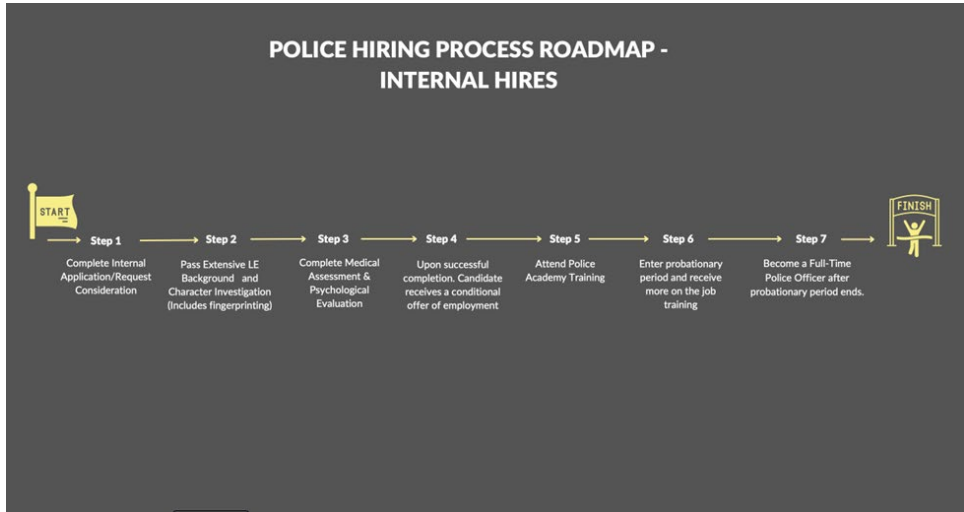 POLICE HIRING PROCESS ROADMAP -
INTERNAL HIRES
START
FINISH
Step 1
Step 2
Step 3
Step 4
Step 5
Step 6
Step 7
Complete Internal
Application/Request
Consideration
Pass Extensive LE
Background and
Character Investigation
(Includes fingerprinting)
Complete Medical
Assessment &
Psychological
Evaluation
Upon successful
completion. Candidate
receives a conditional
offer of employment
Attend Police
Academy Training
Enter probationary
period and receive
more on the job
training
Become a Full-Time
Police Officer after
probationary period ends.